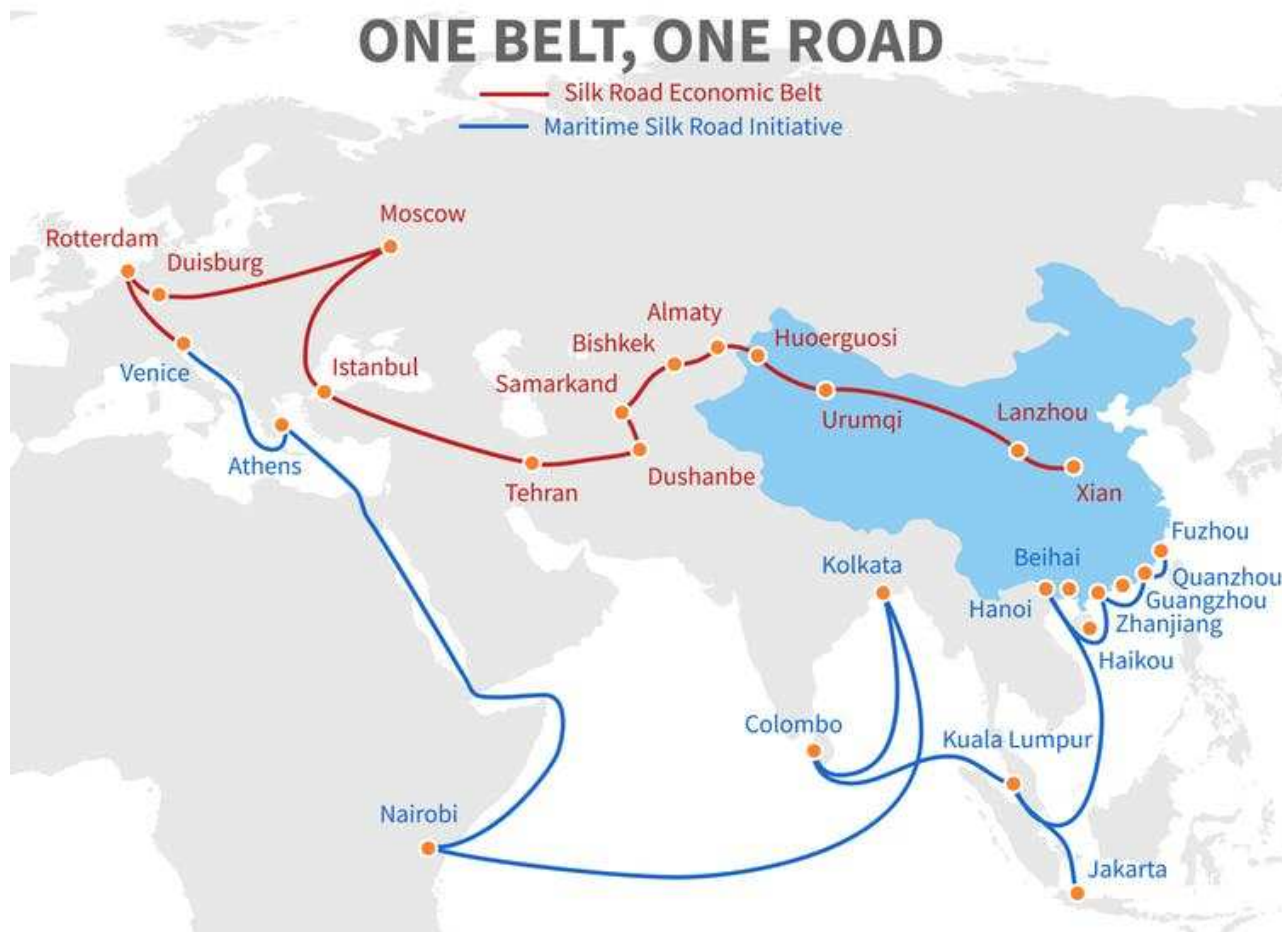 ONE BELT, ONE ROAD
Silk Road Economic Belt
Maritime Silk Road Initiative
Moscow
Rotterdam
Duisburg
Almaty
Huoerguosi
Bishkek
Istanbul
Venice
Samarkand
Lanzhou
Urumqi
Athens
Dushanbe
Tehran
Xian
Fuzhou
Beihai
Kolkata
Quanzhou
Guangzhou
Hanoi
Zhanjiang
Haikou
Colombo
Kuala Lumpur
Nairobi
Jakarta